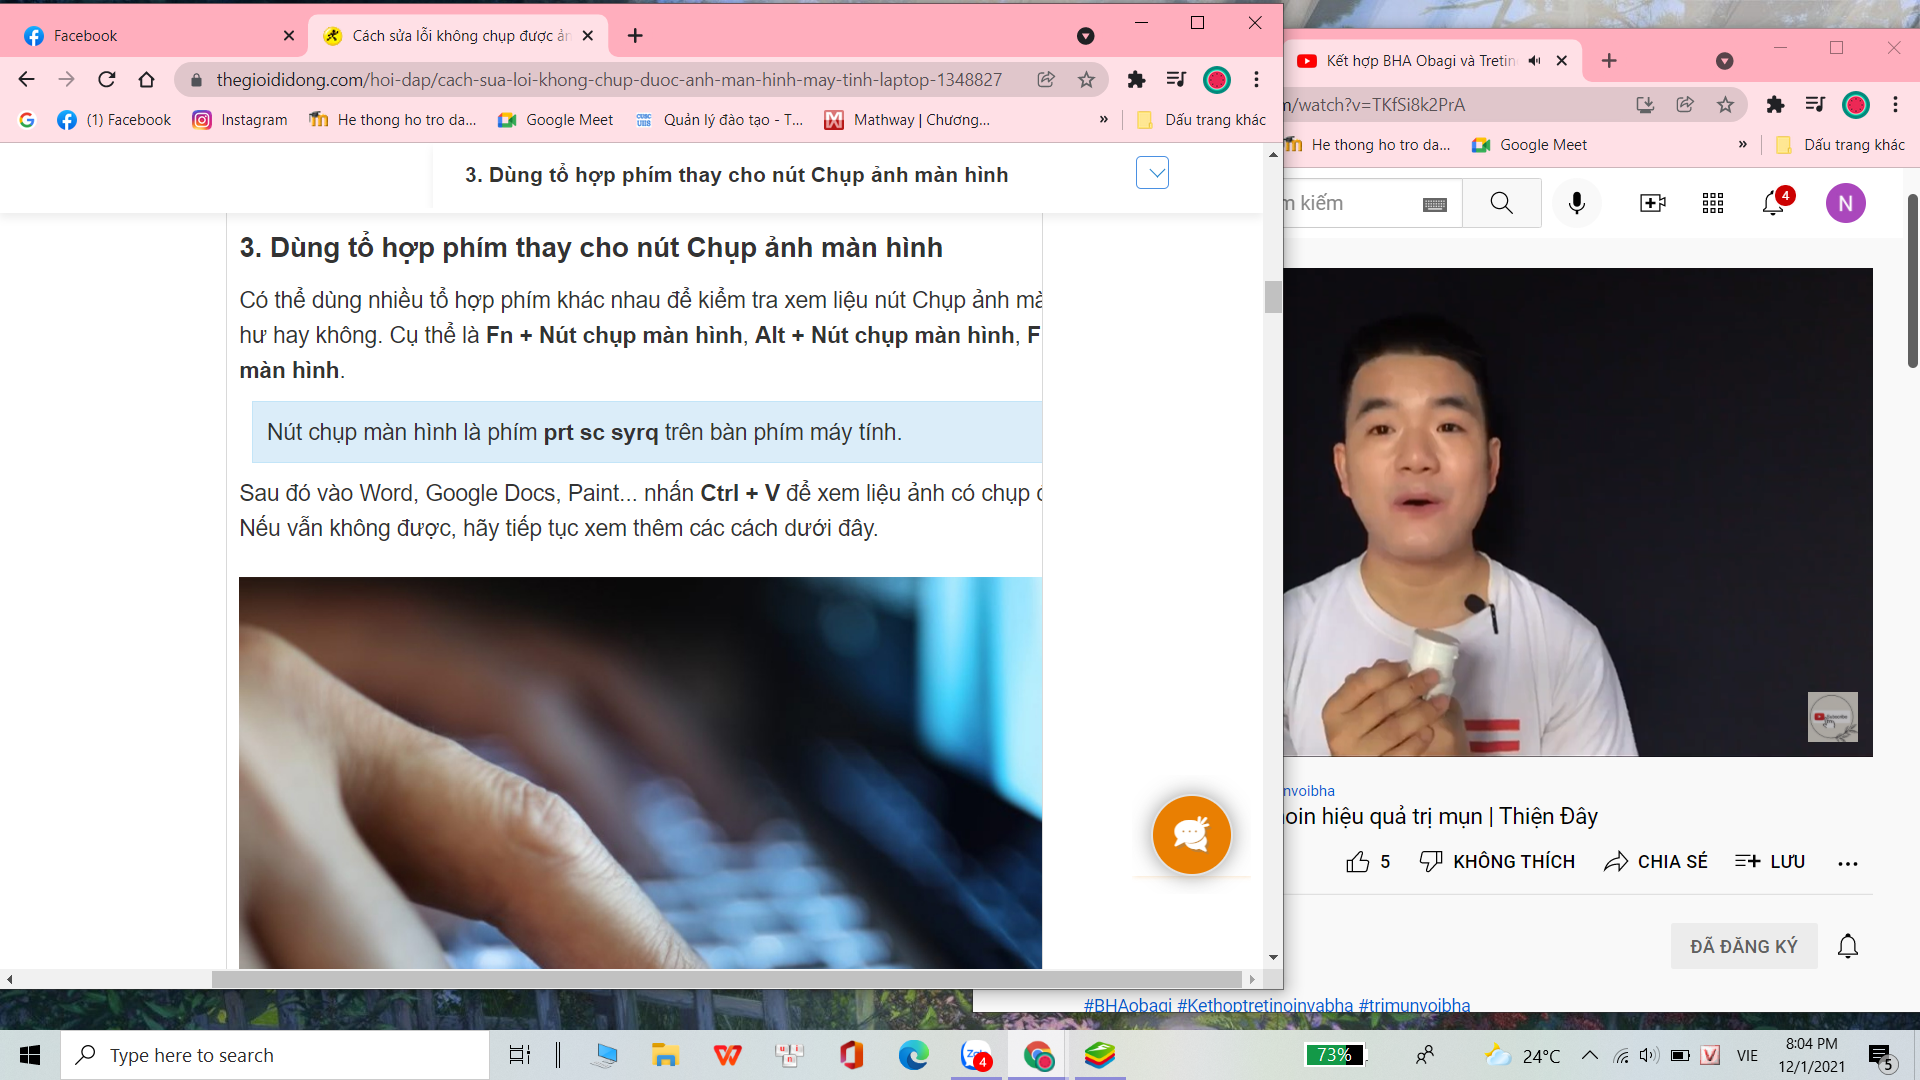 Facebook
Cách sửa lỗi không chụp được ản
thegioididong.com/hoi-dap/cach-sua-loi-khong-chup-duoc-anh-man-hinh-may-tinh-laptop-1348827
(1) Facebook
Instagram
He thong ho tro da...
Google Meet
Quản lý đào tạo - T...
Mathway | Chương...
»
Dấu trang khác
3. Dùng tổ hợp phím thay cho nút Chụp ảnh màn hình
3. Dùng tổ hợp phím thay cho nút Chụp ảnh màn hình
Có thể dùng nhiều tổ hợp phím khác nhau để kiểm tra xem liệu nút Chụp ảnh mà
hư hay không. Cụ thể là Fn + Nút chụp màn hình, Alt + Nút chụp màn hình, F
màn hình.
Nút chụp màn hình là phím prt sc syrq trên bàn phím máy tính.
Sau đó vào Word, Google Docs, Paint... nhấn Ctrl + V để xem liệu ảnh có chụp
Nếu vẫn không được, hãy tiếp tục xem thêm các cách dưới đây.
Kết hợp BHA Obagi và Tretin
/watch?v=TKfSi8k2PrA
He thong ho tro da...
Google Meet
»
Dấu trang khác
m kiếm
4
N
nvoibha
oin hiệu quả trị mụn | Thiện Đây
5
KHÔNG THÍCH
CHIA SẺ
LƯU
ĐÃ ĐĂNG KÝ
#BHAobagi #Kethoptretinoinvabha #trimunvoibha
Type here to search
4
73%
24°C
VIE
8:04 PM
12/1/2021
5